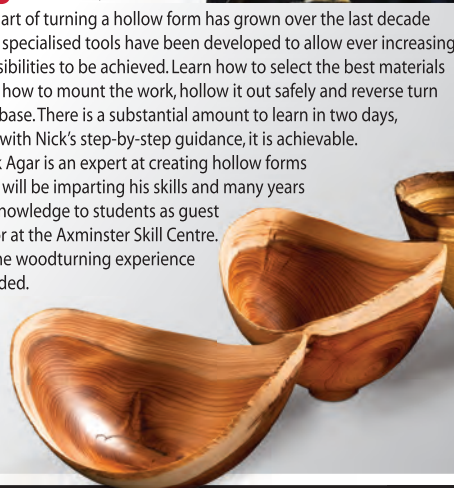 art of turning a hollow form has grown over the last decade
specialised tools have been developed to allow ever increasing
sibilities to be achieved. Learn how to select the best materials
how to mount the work, hollow it out safely and reverse turn
base. There is a substantial amount to learn in two days,
with Nick's step-by-step guidance, it is achievable.
k Agar is an expert at creating hollow forms
will be imparting his skills and many years
nowledge to students as guest
or at the Axminster Skill Centre.
ne woodturning experience
ded.